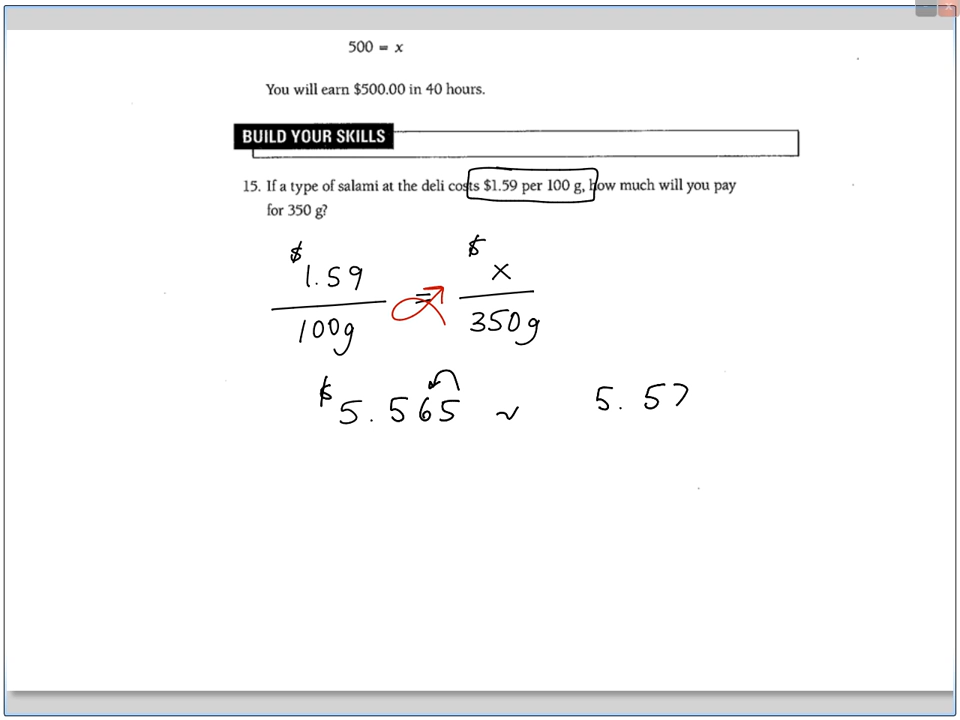 500 = x
You will earn $500.00 in 40 hours.
BUILD YOUR SKILLS
15. If a type of salami at the deli costs $1.59 per 100 g, how much will you pay
for 350 g?
$1.59 / 100g = $x / 350g
$5.565 ~ 5.57